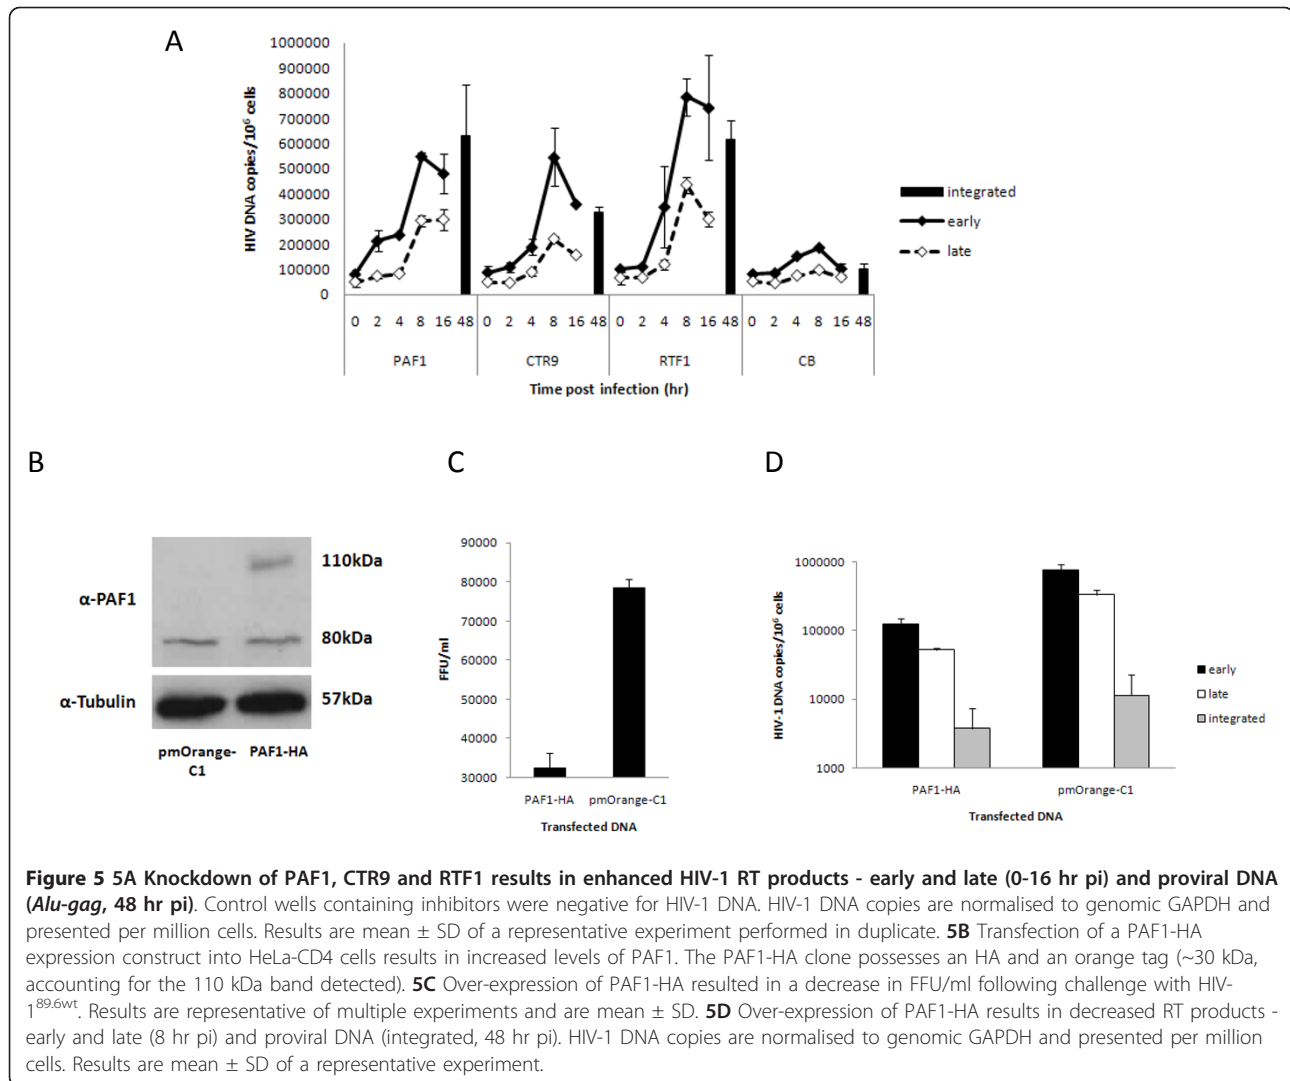 A
1000000
900000
800000
700000
600000
500000
400000
300000
200000
100000
0
HIV DNA copies/10⁶ cells
0 2 4 8 16 48 0 2 4 8 16 48 0 2 4 8 16 48 0 2 4 8 16 48
PAF1 CTR9 RTF1 CB
Time post infection (hr)
integrated
early
late
B
α-PAF1
110kDa
80kDa
α-Tubulin
57kDa
pmOrange-
C1
PAF1-HA
C
90000
80000
70000
60000
50000
40000
30000
FFU/ml
PAF1-HA pmOrange-C1
Transfected DNA
D
1000000
100000
10000
1000
HIV-1 DNA copies/10⁶ cells
PAF1-HA pmOrange-C1
Transfected DNA
early
late
integrated
Figure 5 5A Knockdown of PAF1, CTR9 and RTF1 results in enhanced HIV-1 RT products - early and late (0-16 hr pi) and proviral DNA
(Alu-gag, 48 hr pi). Control wells containing inhibitors were negative for HIV-1 DNA. HIV-1 DNA copies are normalised to genomic GAPDH and
presented per million cells. Results are mean ± SD of a representative experiment performed in duplicate. 5B Transfection of a PAF1-HA
expression construct into HeLa-CD4 cells results in increased levels of PAF1. The PAF1-HA clone possesses an HA and an orange tag (~30 kDa,
accounting for the 110 kDa band detected). 5C Over-expression of PAF1-HA resulted in a decrease in FFU/ml following challenge with HIV-
1⁸⁹·⁶ʷᵗ. Results are representative of multiple experiments and are mean ± SD. 5D Over-expression of PAF1-HA results in decreased RT products -
early and late (8 hr pi) and proviral DNA (integrated, 48 hr pi). HIV-1 DNA copies are normalised to genomic GAPDH and presented per million
cells. Results are mean ± SD of a representative experiment.